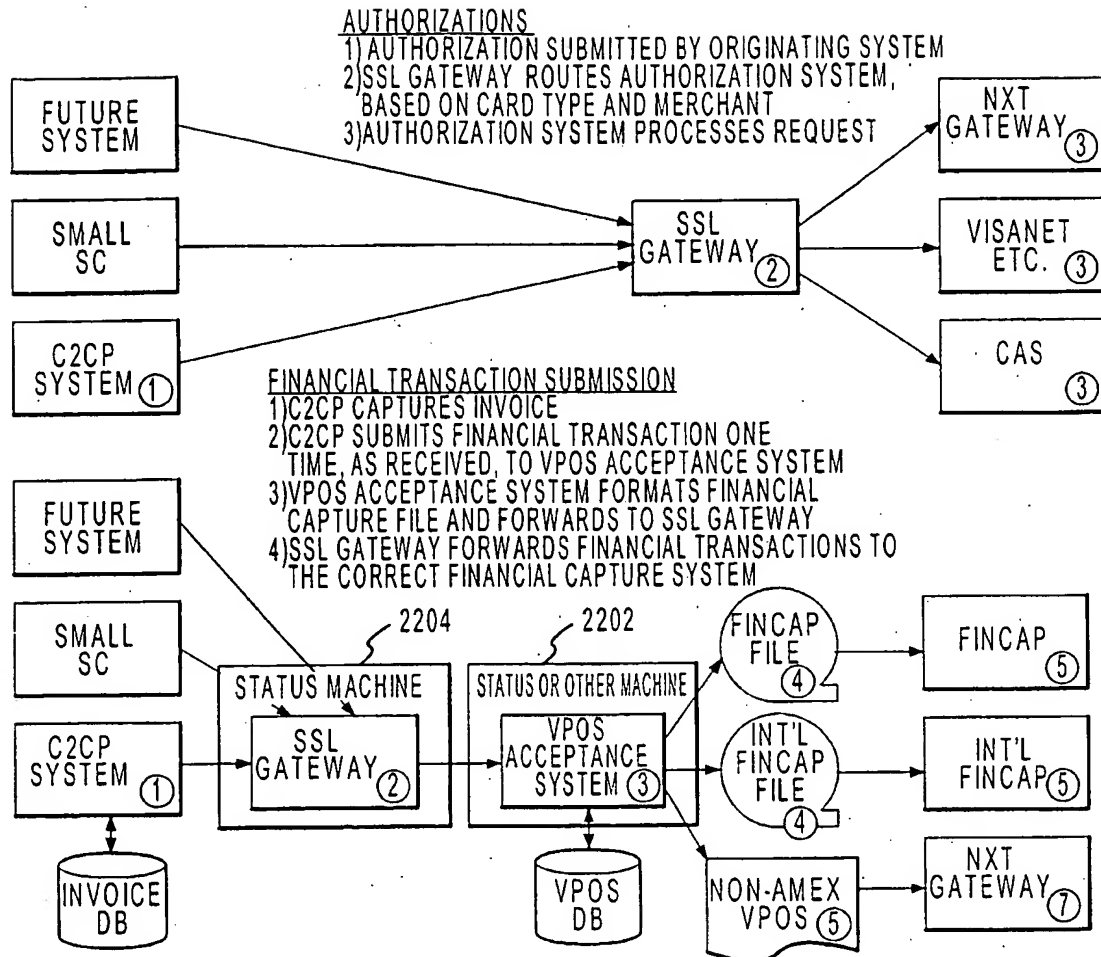 AUTHORIZATIONS
1) AUTHORIZATION SUBMITTED BY ORIGINATING SYSTEM
2) SSL GATEWAY ROUTES AUTHORIZATION SYSTEM,
BASED ON CARD TYPE AND MERCHANT
3) AUTHORIZATION SYSTEM PROCESSES REQUEST
FUTURE
SYSTEM
SMALL
SC
C2CP
SYSTEM 1
SSL
GATEWAY 2
NXT
GATEWAY
3
VISANET
ETC.
3
CAS
3
FINANCIAL TRANSACTION SUBMISSION
1) C2CP CAPTURES INVOICE
2) C2CP SUBMITS FINANCIAL TRANSACTION ONE
TIME, AS RECEIVED, TO VPOS ACCEPTANCE SYSTEM
3) VPOS ACCEPTANCE SYSTEM FORMATS FINANCIAL
CAPTURE FILE AND FORWARDS TO SSL GATEWAY
4) SSL GATEWAY FORWARDS FINANCIAL TRANSACTIONS TO
THE CORRECT FINANCIAL CAPTURE SYSTEM
FUTURE
SYSTEM
SMALL
SC
C2CP
SYSTEM
1
INVOICE
DB
2204
STATUS MACHINE
SSL
GATEWAY
2
2202
STATUS OR OTHER MACHINE
VPOS
ACCEPTANCE
SYSTEM 3
VPOS
DB
FINCAP
FILE
4
INT'L
FINCAP
FILE
4
NON-AMEX
VPOS 5
FINCAP
5
INT'L
FINCAP
5
NXT
GATEWAY
7